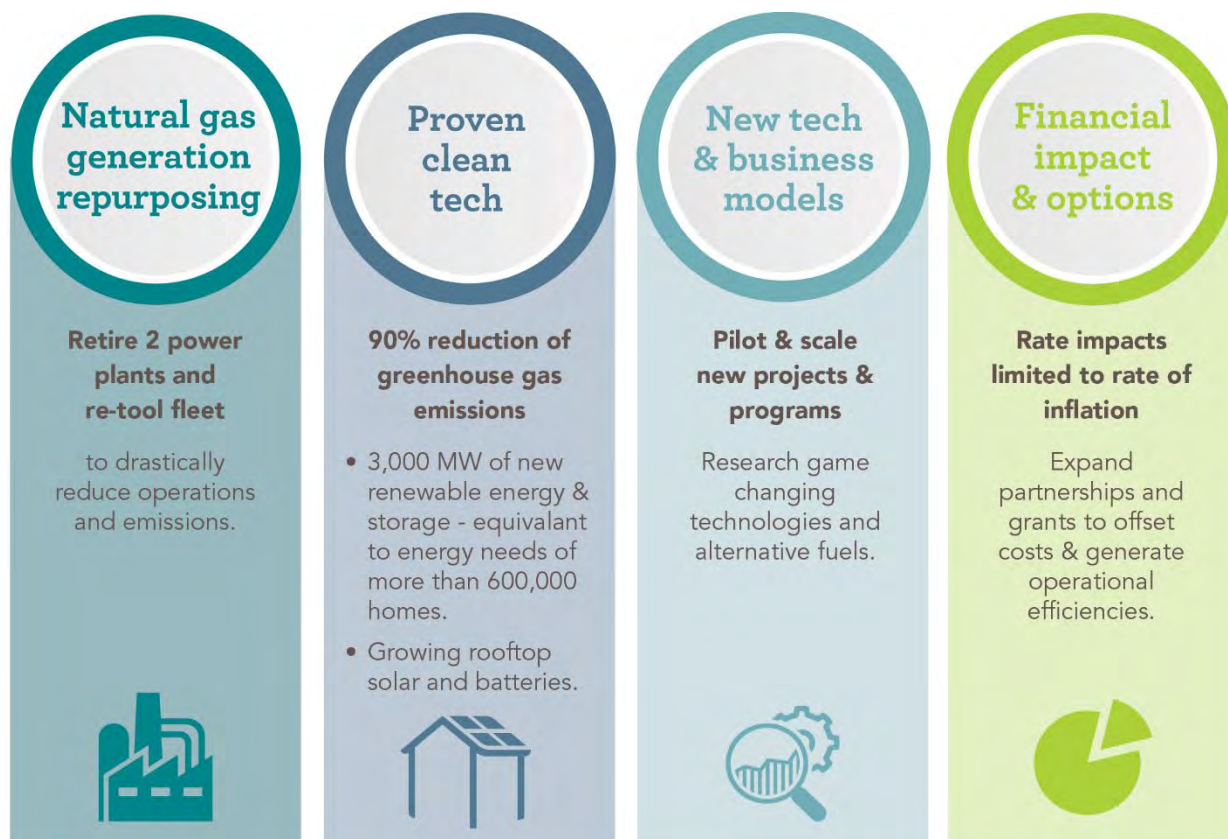 Natural gas
generation
repurposing
Retire 2 power
plants and
re-tool fleet
to drastically
reduce operations
and emissions.
Proven
clean
tech
90% reduction of
greenhouse gas
emissions
• 3,000 MW of new
renewable energy &
storage - equivalant
to energy needs of
more than 600,000
homes.
• Growing rooftop
solar and batteries.
New tech
& business
models
Pilot & scale
new projects &
programs
Research game
changing
technologies and
alternative fuels.
Financial
impact
& options
Rate impacts
limited to rate of
inflation
Expand
partnerships and
grants to offset
costs & generate
operational
efficiencies.